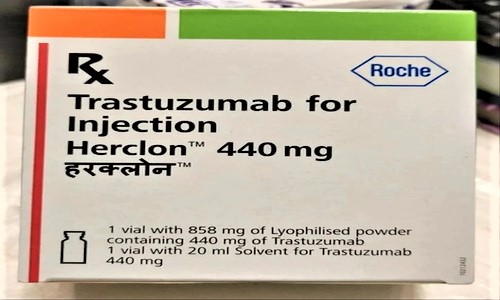 Rx
Roche
Trastuzumab for
Injection
Herclon™ 440 mg
हरक्लोन™
1 vial with 858 mg of Lyophilised powder
containing 440 mg of Trastuzumab
1 vial with 20 ml Solvent for Trastuzumab
440 mg